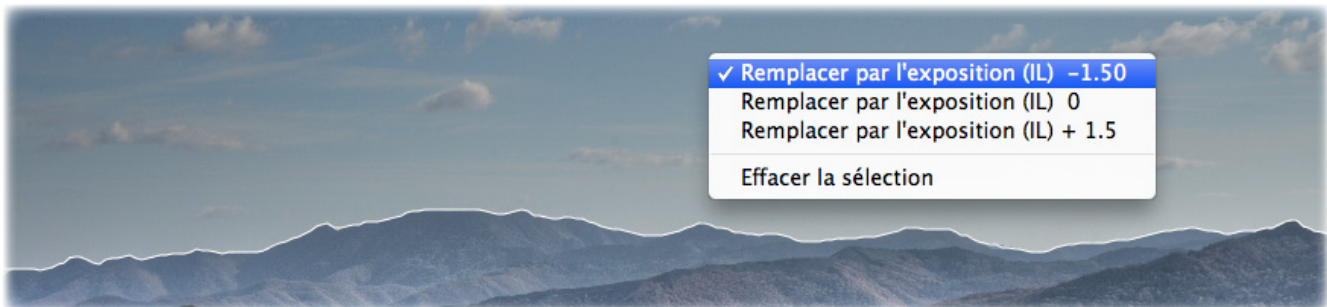 ✓ Remplacer par l'exposition (IL) -1.50
Remplacer par l'exposition (IL) 0
Remplacer par l'exposition (IL) + 1.5
Effacer la sélection